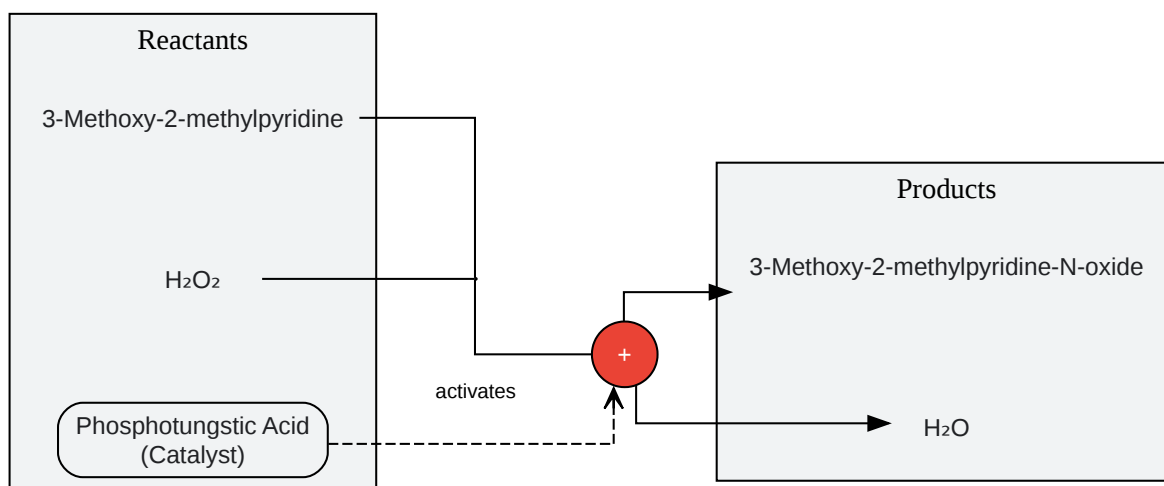 Reactants
3-Methoxy-2-methylpyridine
H₂O₂
Phosphotungstic Acid
(Catalyst)
activates
+
Products
3-Methoxy-2-methylpyridine-N-oxide
H₂O